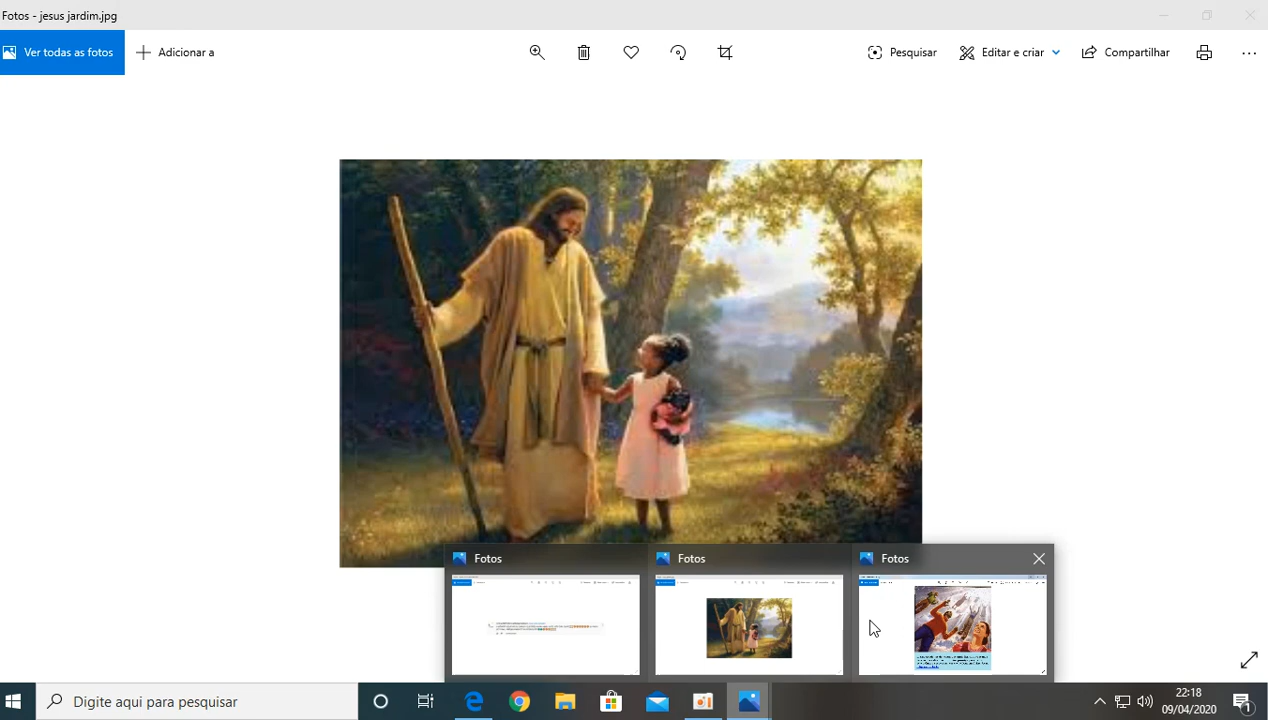 Fotos - jesus jardim.jpg
Ver todas as fotos
Adicionar a
Pesquisar
Editar e criar
Compartilhar
Fotos
Fotos
Fotos
Digite aqui para pesquisar
22:18
09/04/2020
1